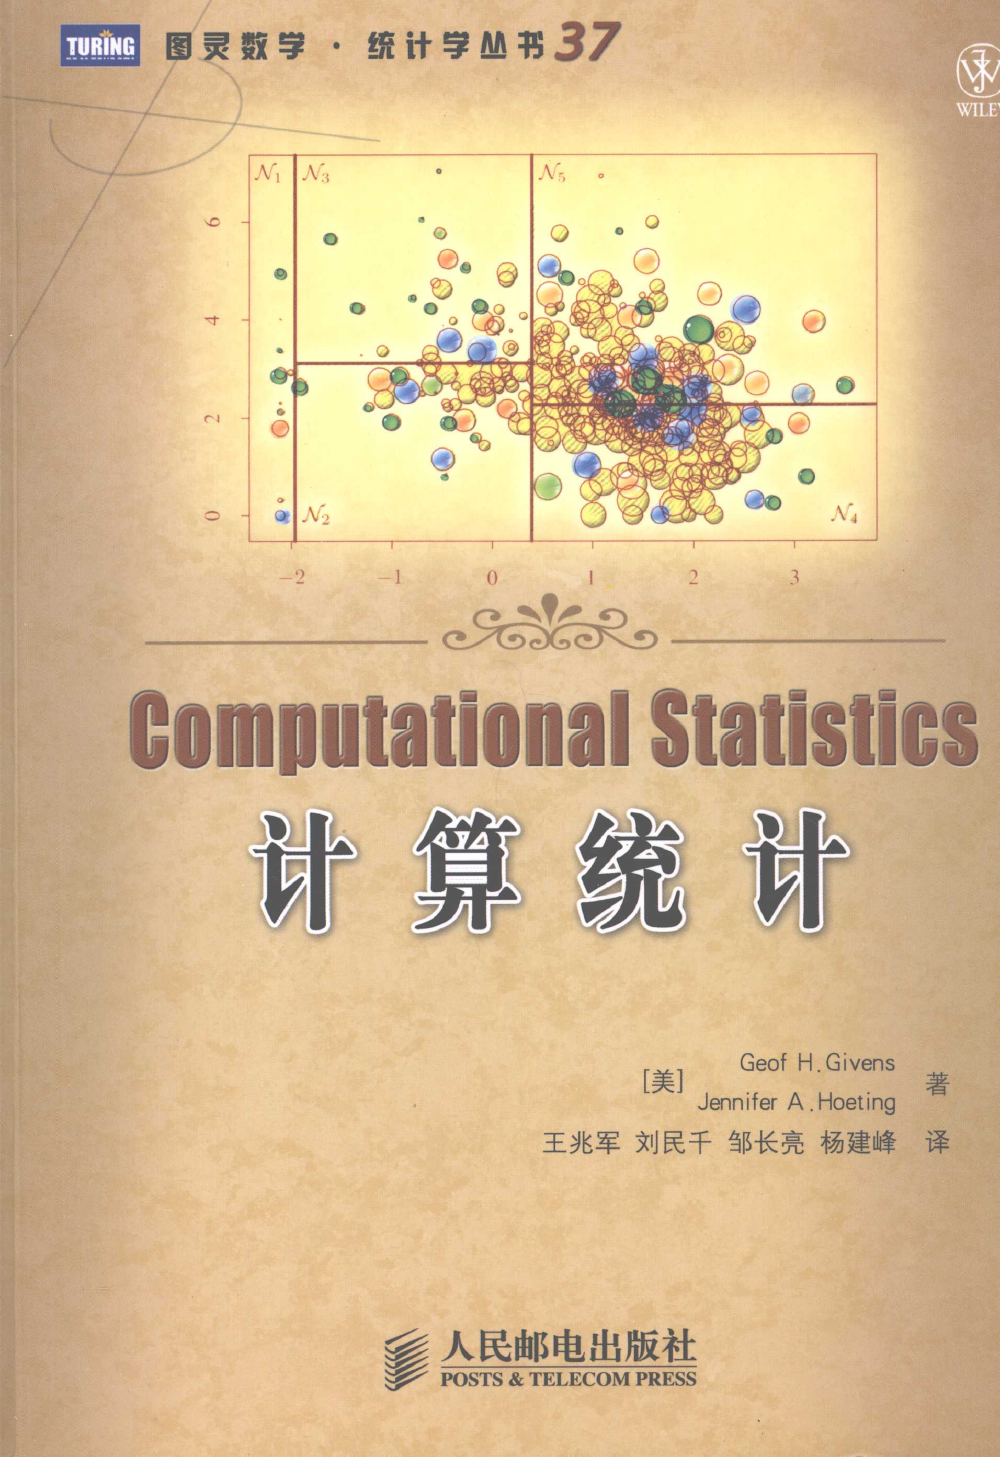 TURING 图灵数学·统计学丛书37
WILEY
N1 N3 N5
6
4
2
0
N2 N4
-2 -1 0 1 2 3
Computational Statistics
计算统计
Geof H.Givens
[美] 著
Jennifer A.Hoeting
王兆军 刘民千 邹长亮 杨建峰 译
人民邮电出版社
POSTS & TELECOM PRESS